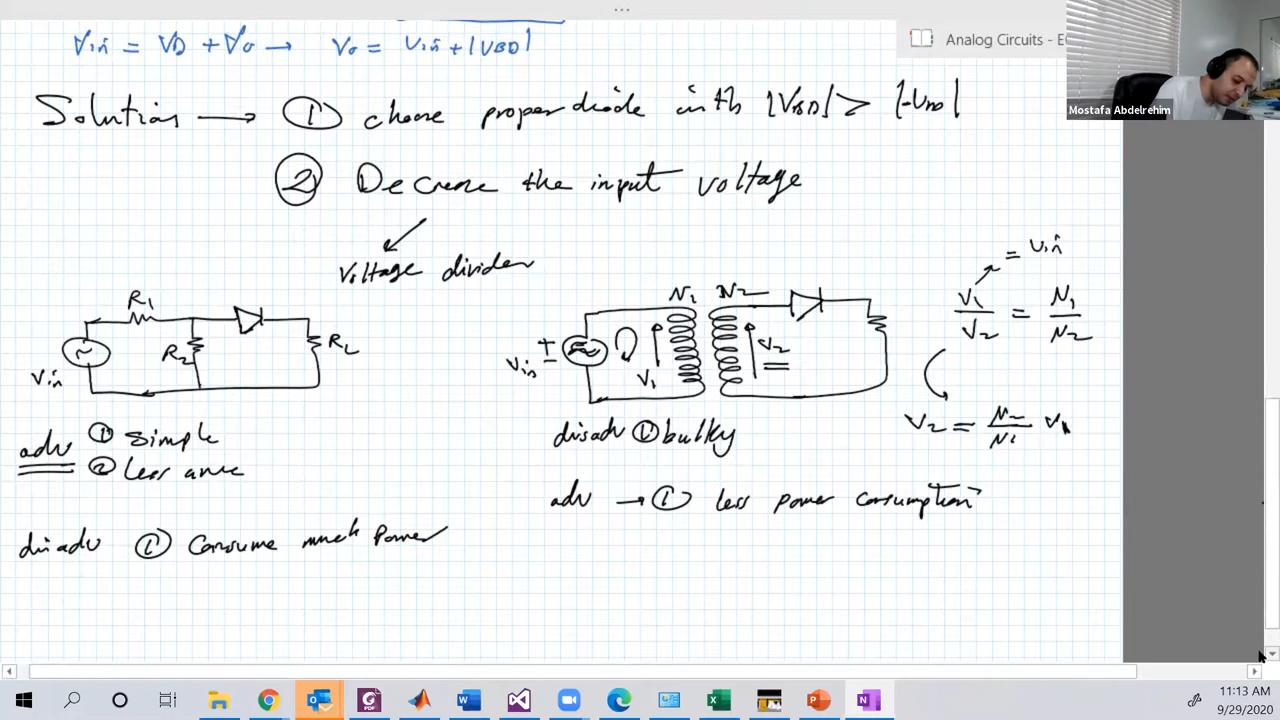 Vin = VD + Vo → Vo = Vin + |VBD|
Analog Circuits - E
Mostafa Abdelrehim
Solution → ① choose proper diode with |VBD| >
② Decrease the input voltage
Voltage divider
R1
R2
RL
Vin
N1 N2
Vin + -
V1
V2
= Vin
V1/V2 = N1/N2
V2 = N2/N1 V1
adv ① simple
② less area
disadv ① Consume much Power
disadv ① bulky
adv → ① less power consumption
11:13 AM
9/29/2020